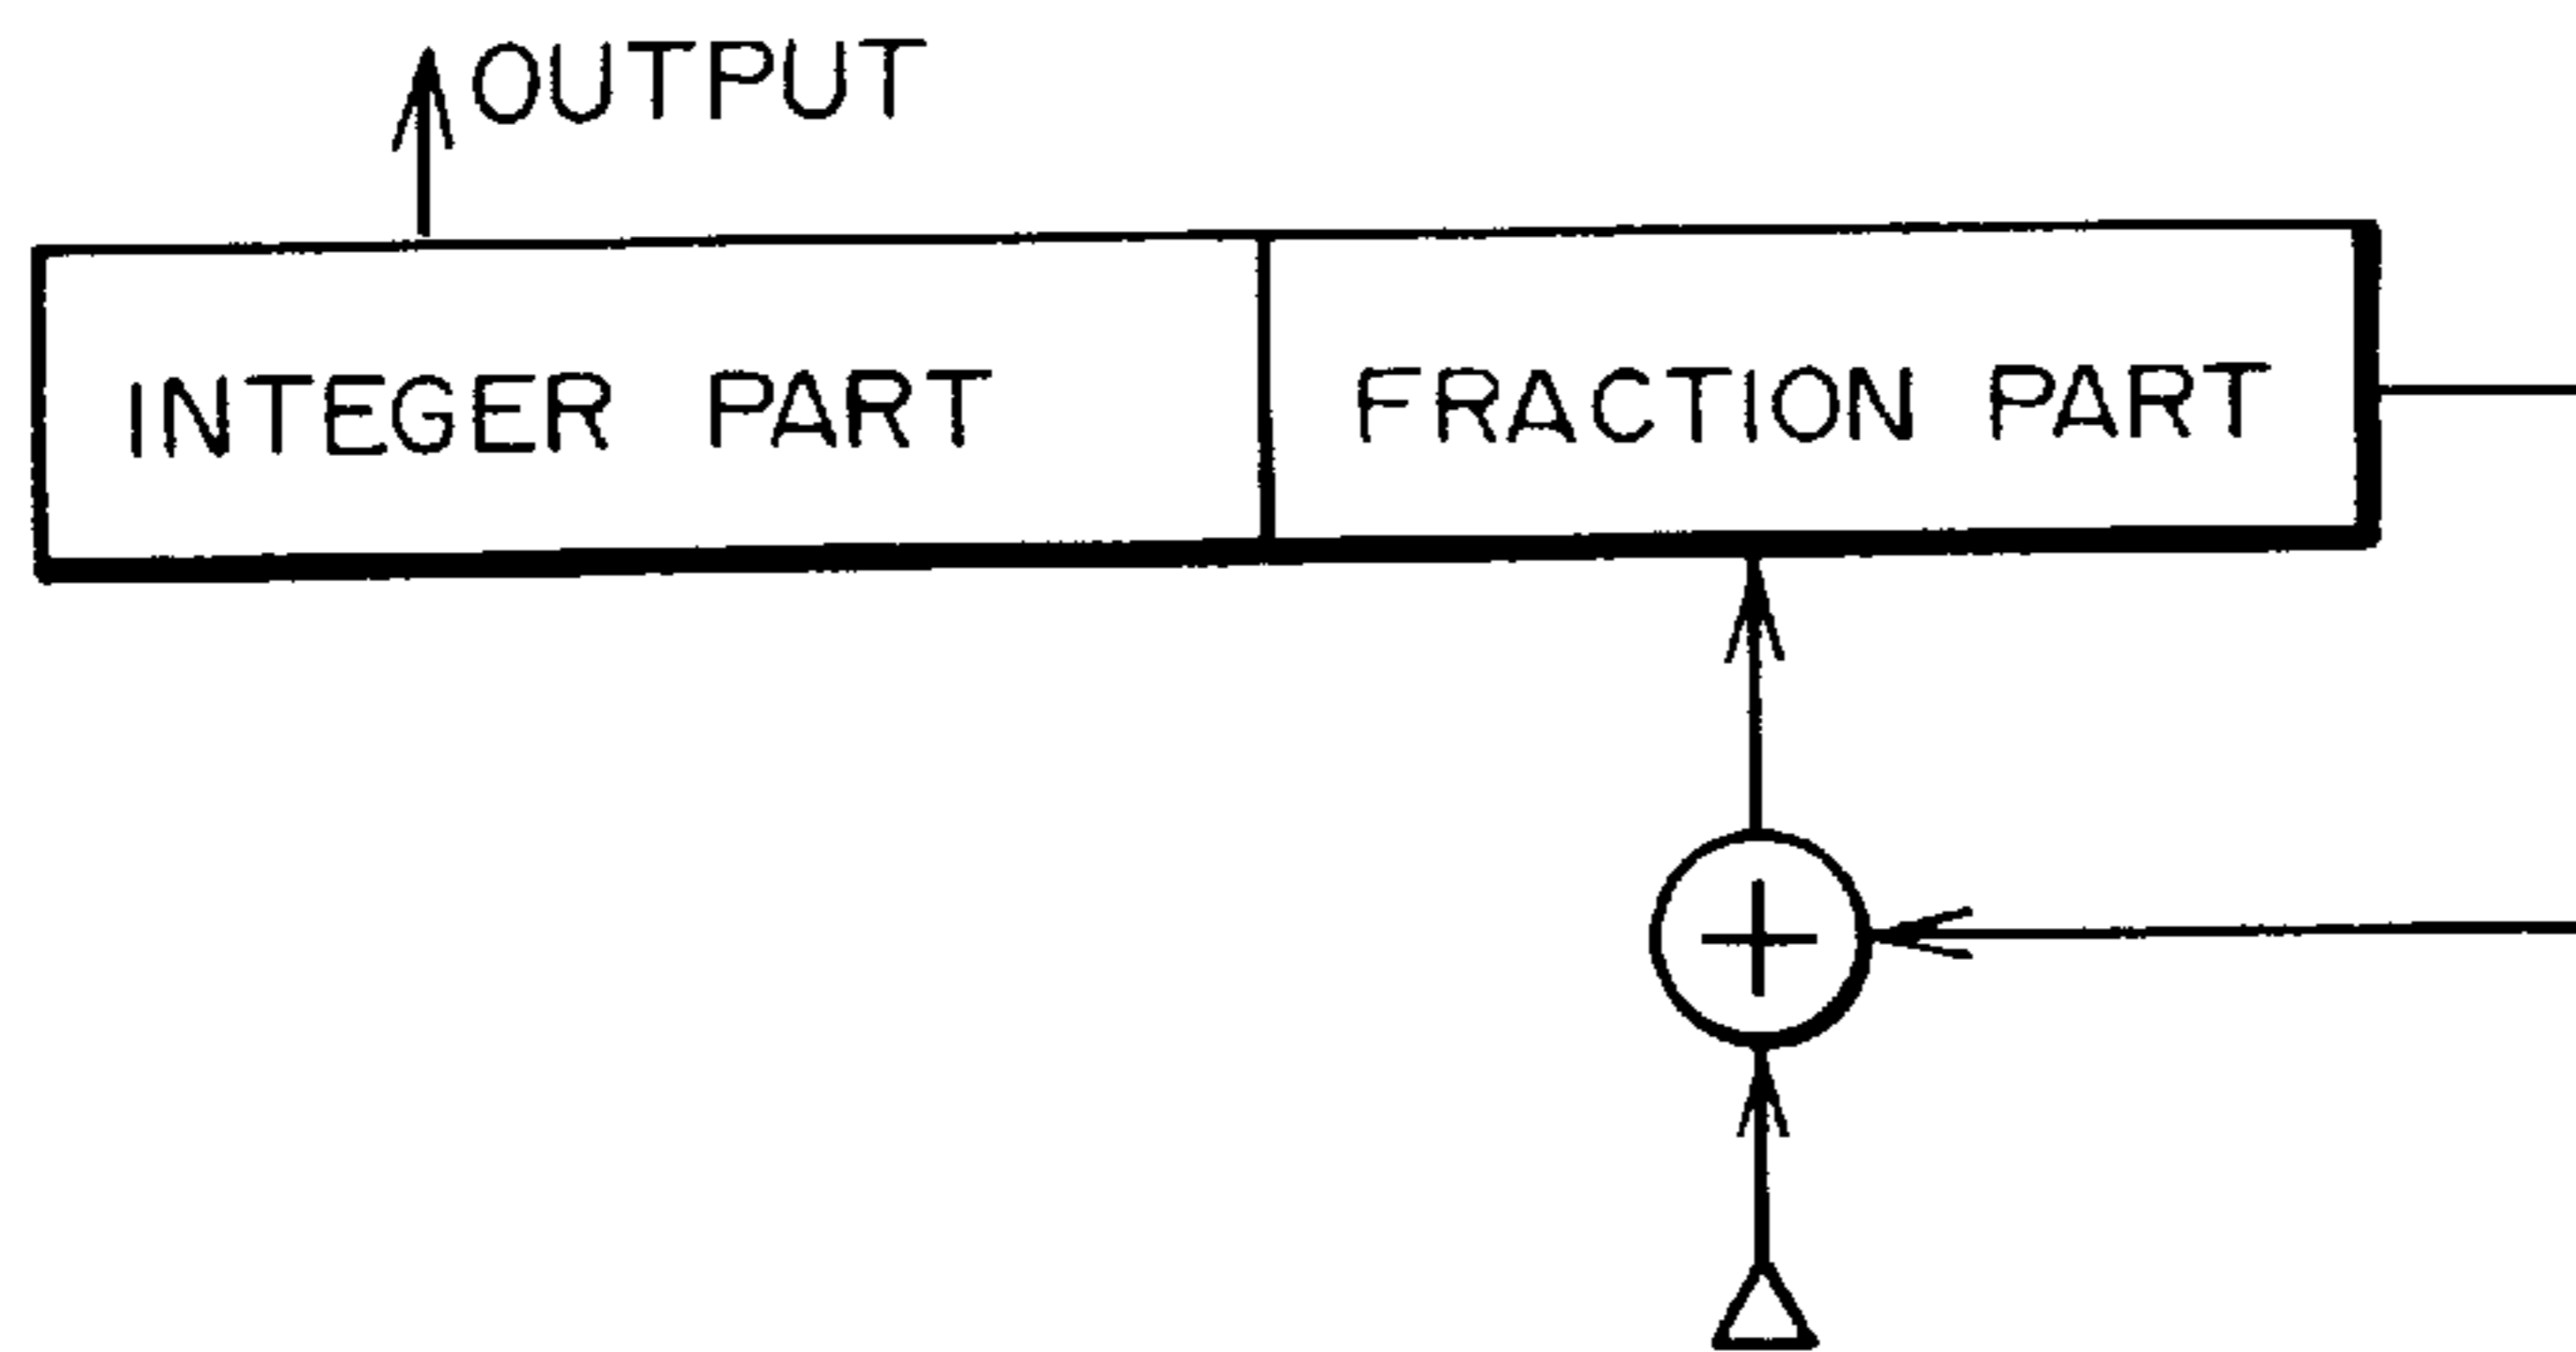 OUTPUT
INTEGER PART
FRACTION PART
+
Δ